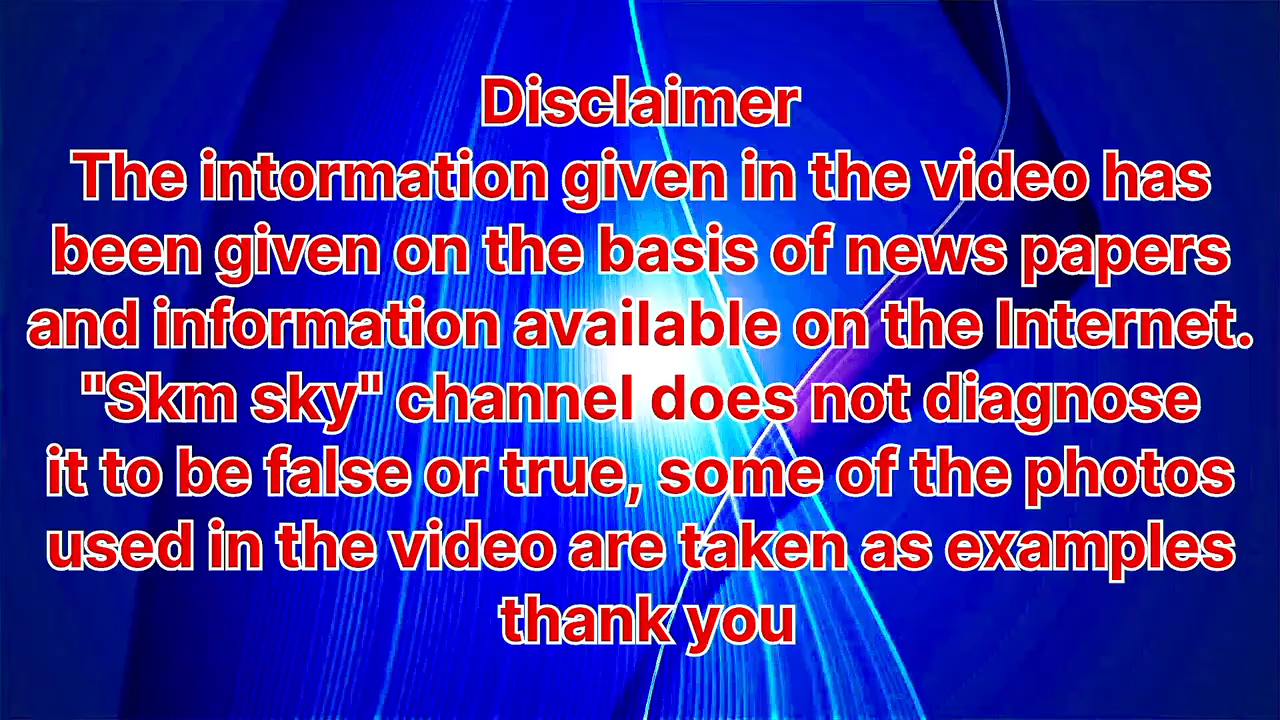 Disclaimer
The intormation given in the video has
been given on the basis of news papers
and information available on the Internet.
"Skm sky" channel does not diagnose
it to be false or true, some of the photos
used in the video are taken as examples
thank you